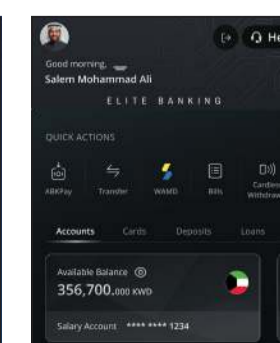 He
Good morning,
Salem Mohammad Ali
ELITE BANKING
QUICK ACTIONS
ABKPay Transfer WAMD Bills Cardless Withdraw
Accounts Cards Deposits Loans
Available Balance
356,700.000 KWD
Salary Account **** **** 1234